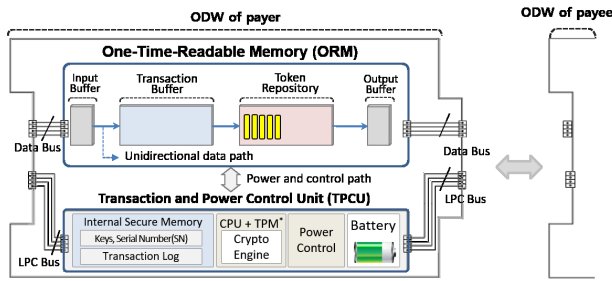 ODW of payer
ODW of payee
One-Time-Readable Memory (ORM)
Input
Buffer
Transaction
Buffer
Token
Repository
Output
Buffer
Data Bus
Unidirectional data path
Data Bus
Power and control path
LPC Bus
Transaction and Power Control Unit (TPCU)
Internal Secure Memory
Keys, Serial Number(SN)
Transaction Log
CPU + TPM*
Crypto
Engine
Power
Control
Battery
LPC Bus